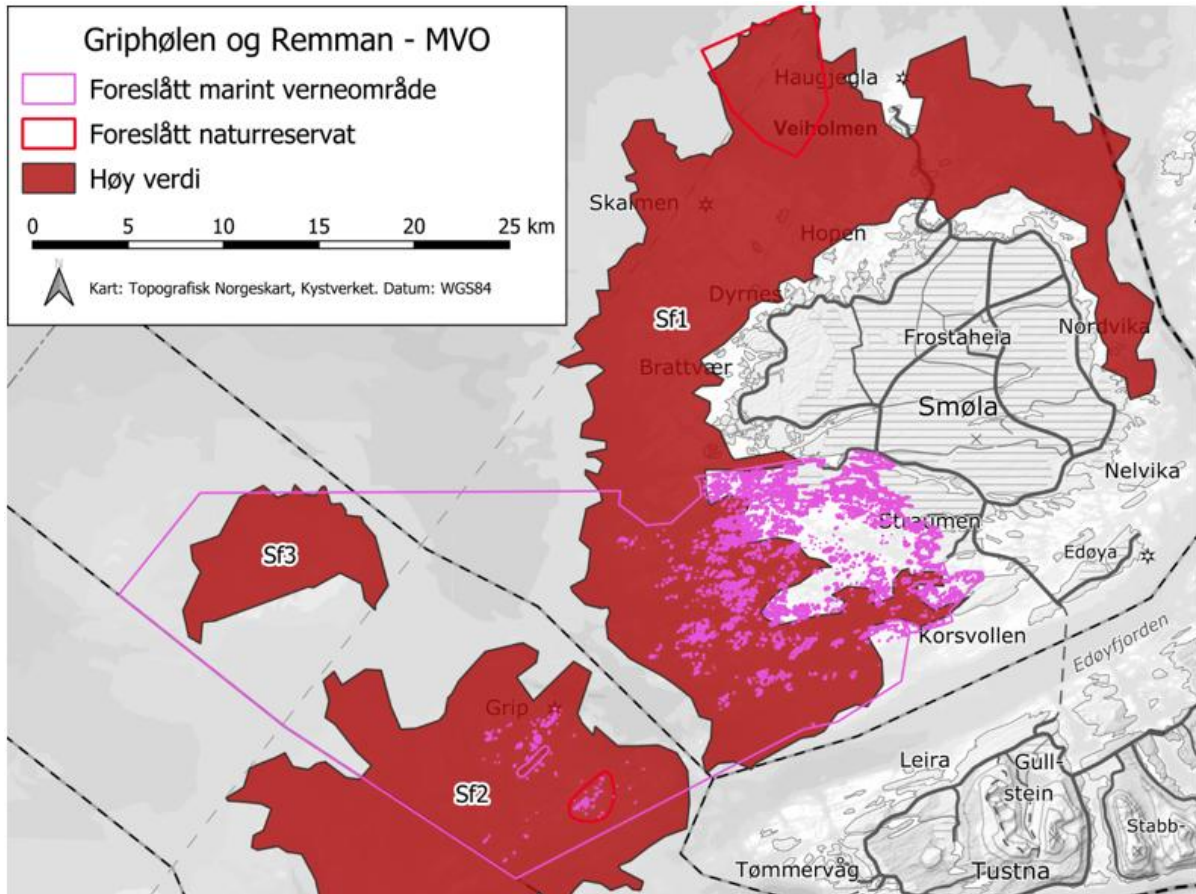 Griphølen og Remman - MVO
Foreslått marint verneområde
Foreslått naturreservat
Høy verdi
0 5 10 15 20 25 km
N
Kart: Topografisk Norgeskart, Kystverket. Datum: WGS84
Haugjegla
Veiholmen
Skalmen
Hopen
Dyrnes
Sf1
Frostaheia
Nordvika
Brattvær
Smøla
Nelvika
Straumen
Sf3
Edøya
Korsvollen
Edøyfjorden
Grip
Leira
Gull-
stein
Sf2
Stabb-
Tømmervåg
Tustna